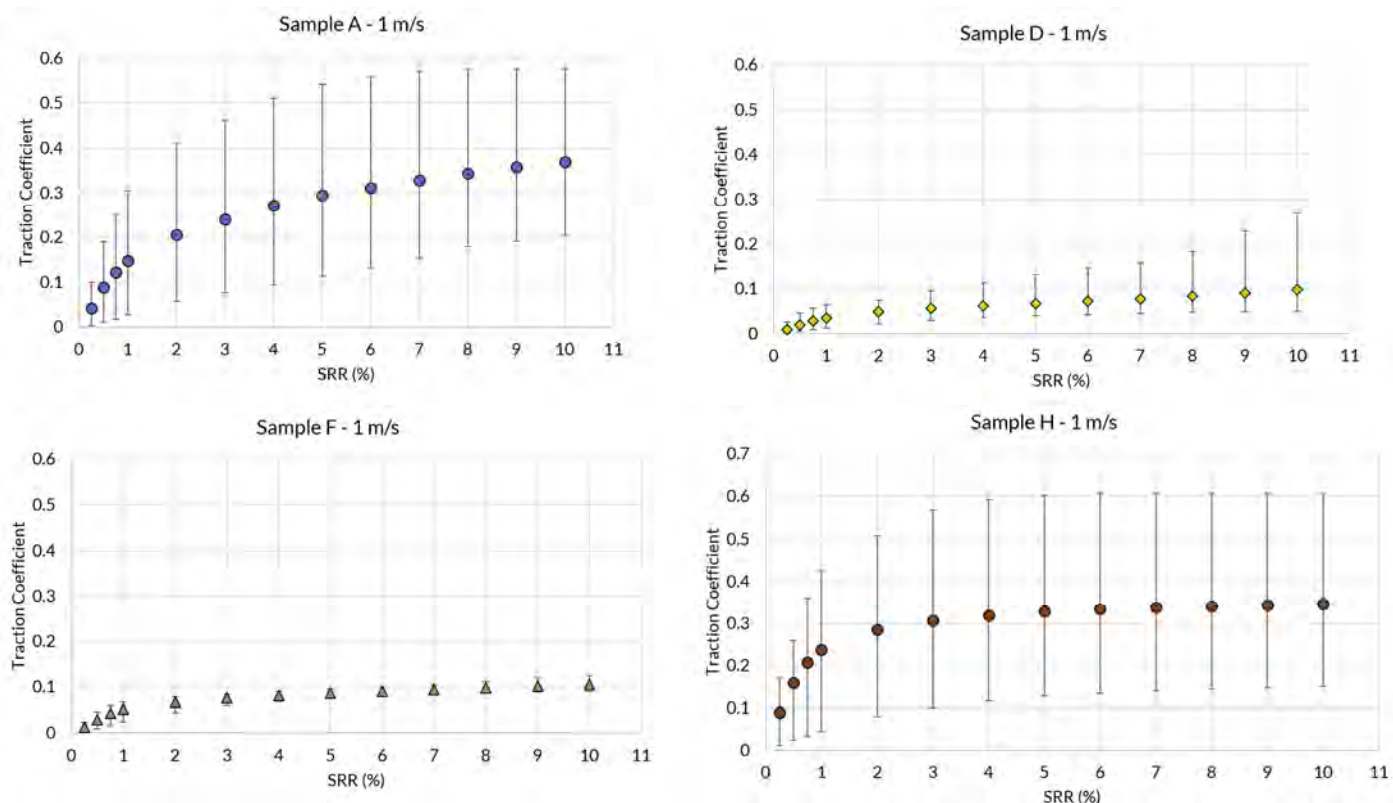 Sample A - 1 m/s
0.6
0.5
0.4
0.3
0.2
0.1
0
Traction Coefficient
0 1 2 3 4 5 6 7 8 9 10 11
SRR (%)
Sample D - 1 m/s
0.6
0.5
0.4
0.3
0.2
0.1
0
Traction Coefficient
0 1 2 3 4 5 6 7 8 9 10 11
SRR (%)
Sample F - 1 m/s
0.6
0.5
0.4
0.3
0.2
0.1
0
Traction Coefficient
0 1 2 3 4 5 6 7 8 9 10 11
SRR (%)
Sample H - 1 m/s
0.7
0.6
0.5
0.4
0.3
0.2
0.1
0
Traction Coefficient
0 1 2 3 4 5 6 7 8 9 10 11
SRR (%)